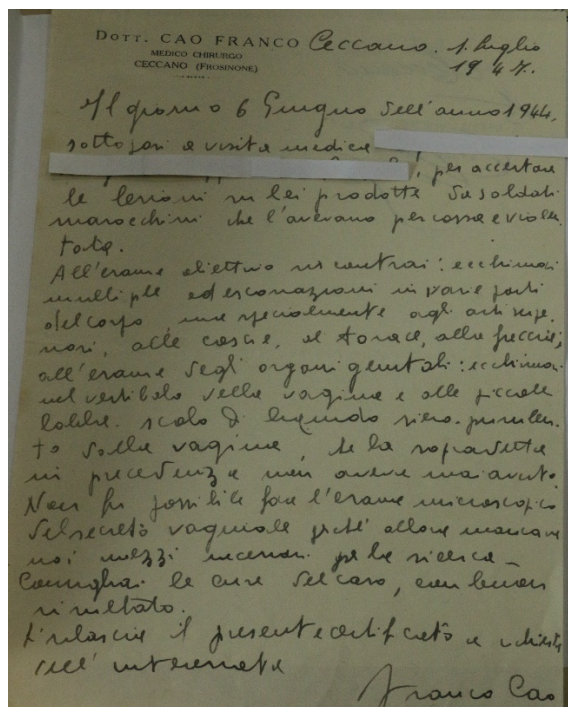 DOTT. CAO FRANCO Ceccano. 1. luglio
MEDICO CHIRURGO 1947.
CECCANO (FROSINONE)
Il giorno 6 Giugno dell'anno 1944,
sottoposi a visita medica
, per accertare
le lesioni in lei prodotte da soldati
marocchini che l'avevano percossa e violen
tata.
All'esame obiettivo riscontrai: ecchimosi
multiple ed escoriazioni in varie parti
del corpo, ma specialmente agli arti supe
riori, alle coscie, al torace, alla faccia;
all'esame degli organi genitali: ecchimosi
nel vestibolo della vagina e alle piccole
labbra. scolo di liquido siero-purulen
to dalla vagina, che la sopradetta
in precedenza non aveva mai avuto.
Non fu possibile fare l'esame microscopico
del secreto vaginale perché allora mancava
no i mezzi necessari per la ricerca -
Consigliai le cure del caso, con buon
risultato.
Rilascio il presente certificato a richiesta
dell'interessata
Franco Cao